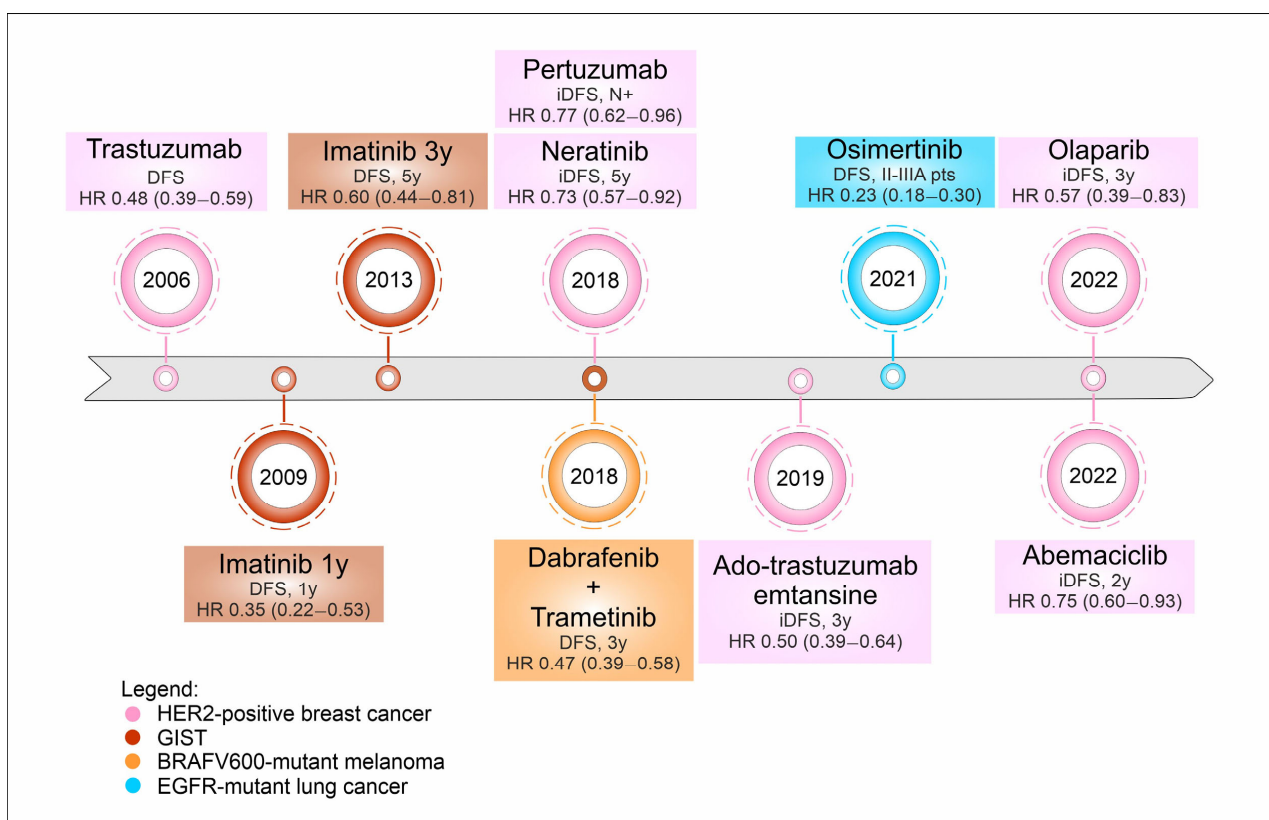 Pertuzumab
iDFS, N+
HR 0.77 (0.62–0.96)
Trastuzumab
DFS
HR 0.48 (0.39–0.59)
Imatinib 3y
DFS, 5y
HR 0.60 (0.44–0.81)
Neratinib
iDFS, 5y
HR 0.73 (0.57–0.92)
Osimertinib
DFS, II-IIIA pts
HR 0.23 (0.18–0.30)
Olaparib
iDFS, 3y
HR 0.57 (0.39–0.83)
2006
2013
2018
2021
2022
2009
2018
2019
2022
Imatinib 1y
DFS, 1y
HR 0.35 (0.22–0.53)
Dabrafenib
+
Trametinib
DFS, 3y
HR 0.47 (0.39–0.58)
Ado-trastuzumab
emtansine
iDFS, 3y
HR 0.50 (0.39–0.64)
Abemaciclib
iDFS, 2y
HR 0.75 (0.60–0.93)
Legend:
HER2-positive breast cancer
GIST
BRAFV600-mutant melanoma
EGFR-mutant lung cancer